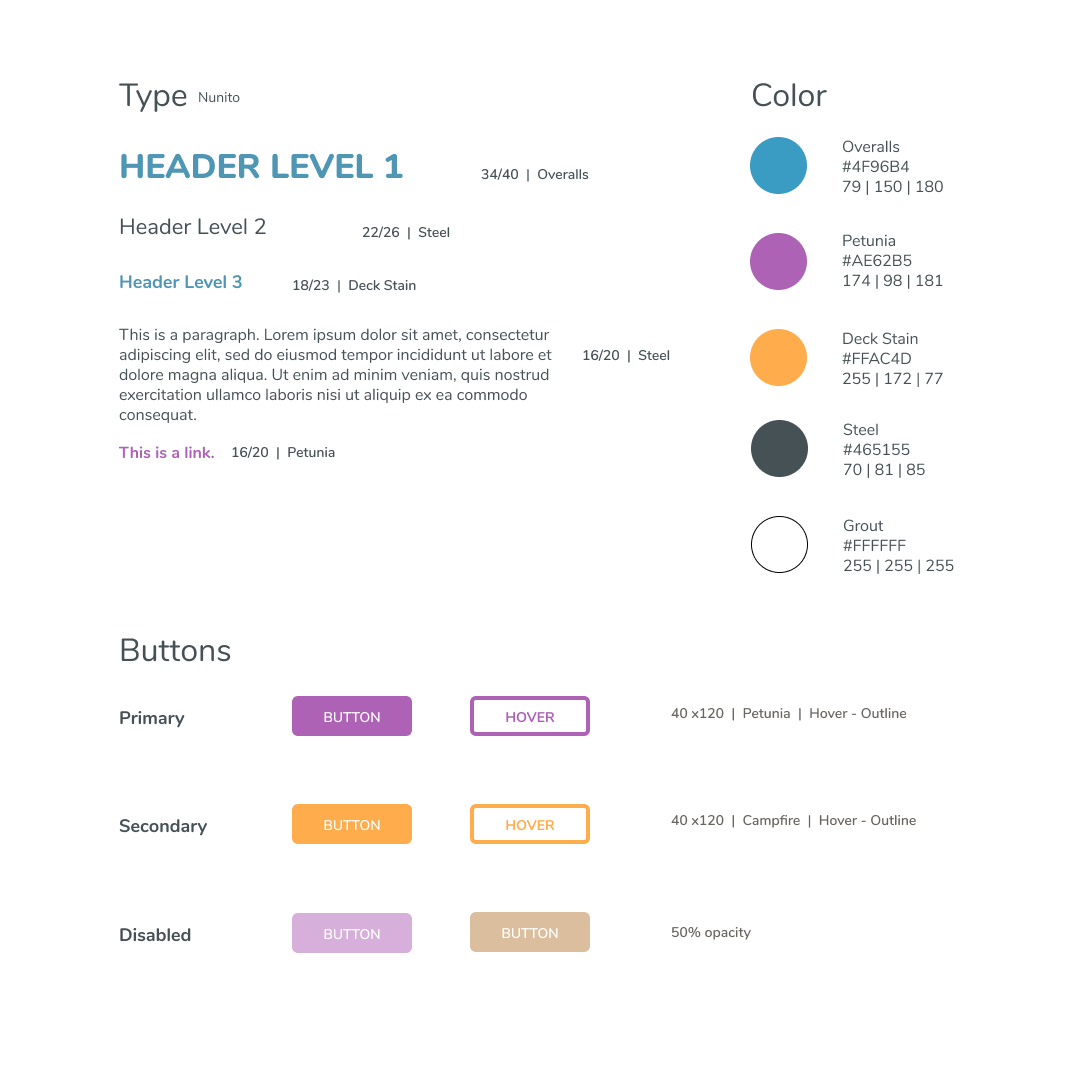 Type Nunito
HEADER LEVEL 1
34/40 | Overalls
Header Level 2
22/26 | Steel
Header Level 3
18/23 | Deck Stain
This is a paragraph. Lorem ipsum dolor sit amet, consectetur
adipiscing elit, sed do eiusmod tempor incididunt ut labore et
dolore magna aliqua. Ut enim ad minim veniam, quis nostrud
exercitation ullamco laboris nisi ut aliquip ex ea commodo
consequat.
16/20 | Steel
This is a link.
16/20 | Petunia
Color
Overalls
#4F96B4
79 | 150 | 180
Petunia
#AE62B5
174 | 98 | 181
Deck Stain
#FFAC4D
255 | 172 | 77
Steel
#465155
70 | 81 | 85
Grout
#FFFFFF
255 | 255 | 255
Buttons
Primary
BUTTON
HOVER
40 x120 | Petunia | Hover - Outline
Secondary
BUTTON
HOVER
40 x120 | Campfire | Hover - Outline
Disabled
BUTTON
BUTTON
50% opacity